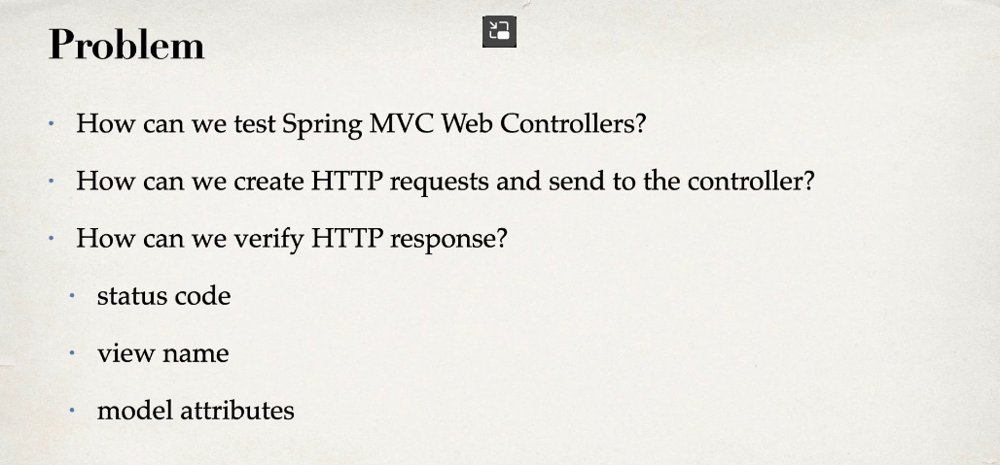 Problem
• How can we test Spring MVC Web Controllers?
• How can we create HTTP requests and send to the controller?
• How can we verify HTTP response?
• status code
• view name
• model attributes